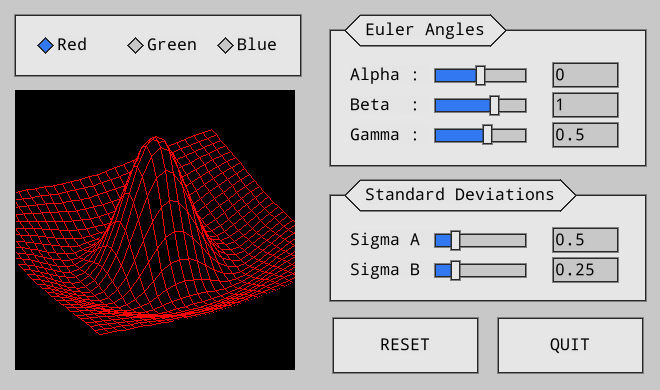 Red Green Blue
Euler Angles
Alpha : 0
Beta : 1
Gamma : 0.5
Standard Deviations
Sigma A 0.5
Sigma B 0.25
RESET QUIT